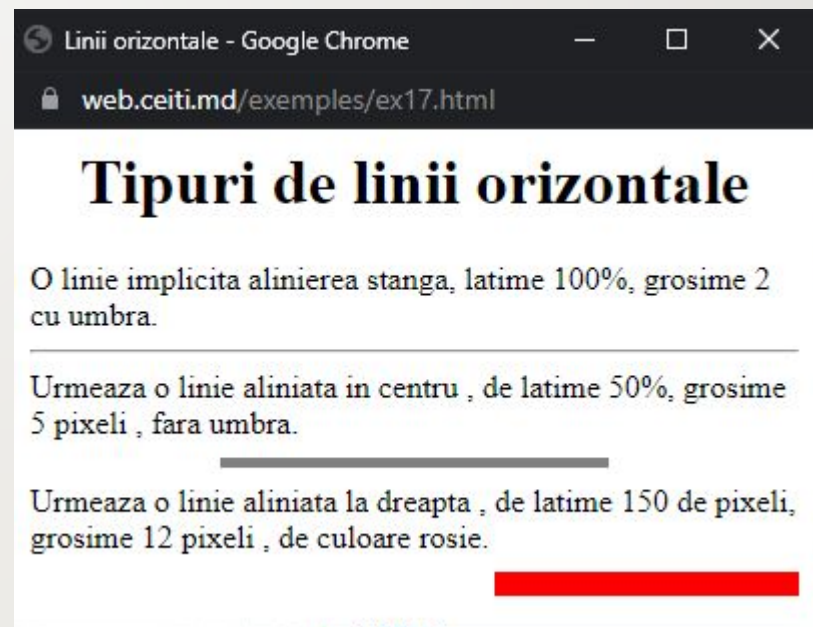 Linii orizontale - Google Chrome
web.ceiti.md/exemples/ex17.html
Tipuri de linii orizontale
O linie implicita alinierea stanga, latime 100%, grosime 2
cu umbra.
Urmeaza o linie aliniata in centru , de latime 50%, grosime
5 pixeli , fara umbra.
Urmeaza o linie aliniata la dreapta , de latime 150 de pixeli,
grosime 12 pixeli , de culoare rosie.